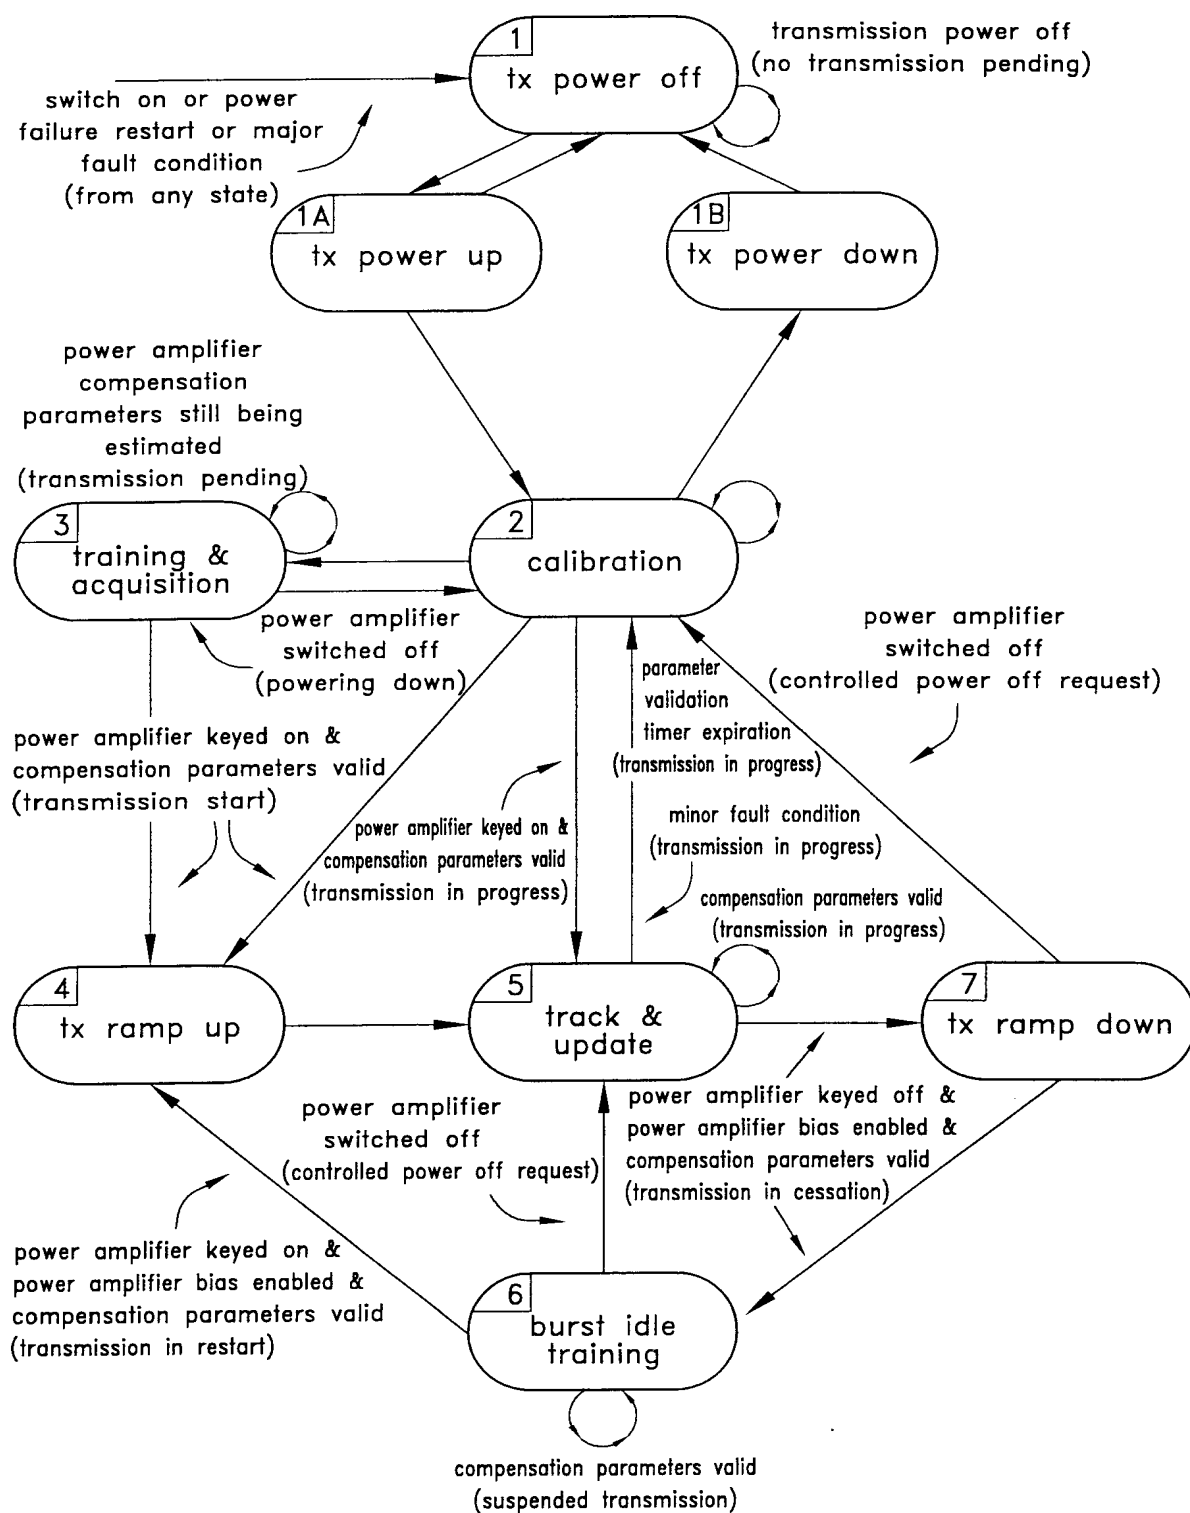 1
tx power off
transmission power off
(no transmission pending)
switch on or power
failure restart or major
fault condition
(from any state)
1A
tx power up
1B
tx power down
power amplifier
compensation
parameters still being
estimated
(transmission pending)
3
training &
acquisition
2
calibration
power amplifier
switched off
(powering down)
power amplifier
switched off
(controlled power off request)
parameter
validation
timer expiration
(transmission in progress)
power amplifier keyed on &
compensation parameters valid
(transmission start)
power amplifier keyed on &
compensation parameters valid
(transmission in progress)
minor fault condition
(transmission in progress)
compensation parameters valid
(transmission in progress)
4
tx ramp up
5
track &
update
7
tx ramp down
power amplifier
switched off
(controlled power off request)
power amplifier keyed off &
power amplifier bias enabled &
compensation parameters valid
(transmission in cessation)
power amplifier keyed on &
power amplifier bias enabled &
compensation parameters valid
(transmission in restart)
6
burst idle
training
compensation parameters valid
(suspended transmission)